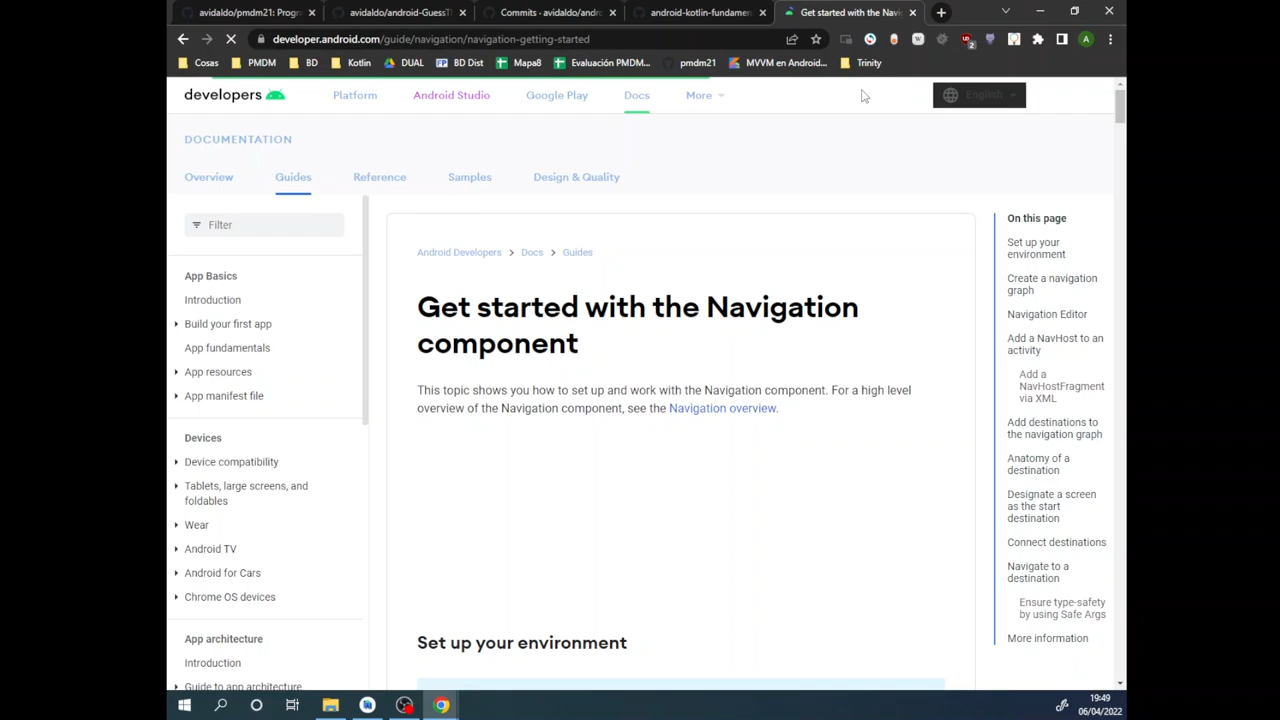 avidaldo/pmdm21: Progra
avidaldo/android-GuessTh
Commits · avidaldo/andro
android-kotlin-fundamen
Get started with the Navig
developer.android.com/guide/navigation/navigation-getting-started
Cosas
PMDM
BD
Kotlin
DUAL
BD Dist
Mapa8
Evaluación PMDM...
pmdm21
MVVM en Android...
Trinity
developers
Platform
Android Studio
Google Play
Docs
More
English
DOCUMENTATION
Overview
Guides
Reference
Samples
Design & Quality
Filter
App Basics
Introduction
Build your first app
App fundamentals
App resources
App manifest file
Devices
Device compatibility
Tablets, large screens, and
foldables
Wear
Android TV
Android for Cars
Chrome OS devices
App architecture
Introduction
Guide to app architecture
Android Developers > Docs > Guides
Get started with the Navigation
component
This topic shows you how to set up and work with the Navigation component. For a high level
overview of the Navigation component, see the Navigation overview.
Set up your environment
On this page
Set up your
environment
Create a navigation
graph
Navigation Editor
Add a NavHost to an
activity
Add a
NavHostFragment
via XML
Add destinations to
the navigation graph
Anatomy of a
destination
Designate a screen
as the start
destination
Connect destinations
Navigate to a
destination
Ensure type-safety
by using Safe Args
More information
19:49
06/04/2022